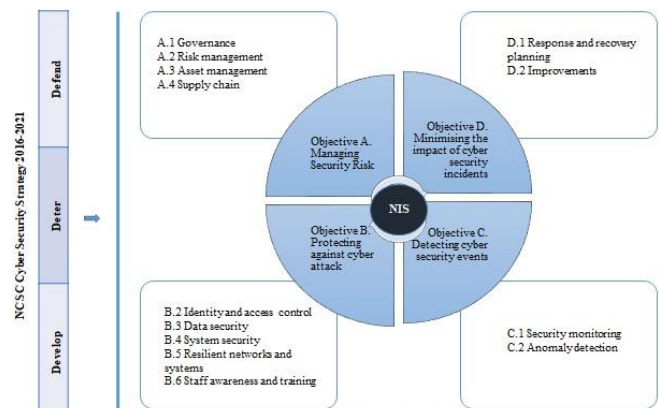 NCSC Cyber Security Strategy 2016-2021
Defend
Deter
Develop
A.1 Governance
A.2 Risk management
A.3 Asset management
A.4 Supply chain
D.1 Response and recovery
planning
D.2 Improvements
Objective A.
Managing
Security Risk
Objective D.
Minimising the
impact of cyber
security
incidents
NIS
Objective B.
Protecting
against cyber
attack
Objective C.
Detecting cyber
security events
B.2 Identity and access control
B.3 Data security
B.4 System security
B.5 Resilient networks and
systems
B.6 Staff awareness and training
C.1 Security monitoring
C.2 Anomaly detection